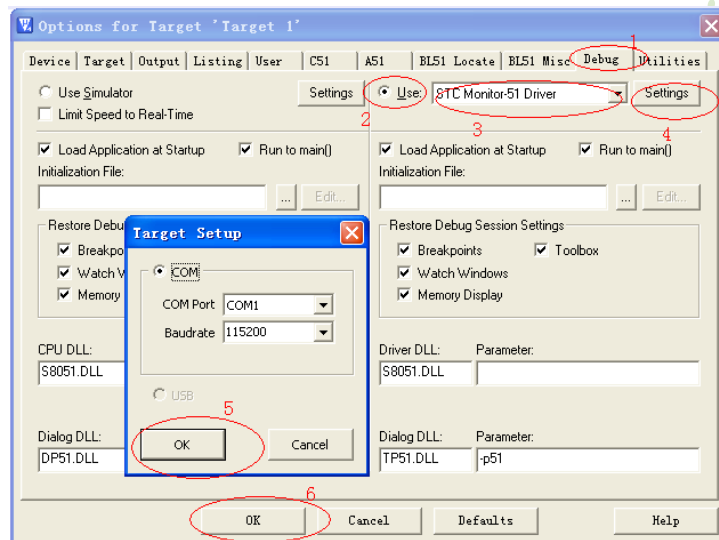 Options for Target 'Target 1'
1
Device Target Output Listing User C51 A51 BL51 Locate BL51 Misc Debug Utilities
Use Simulator Settings Use: STC Monitor-51 Driver Settings
Limit Speed to Real-Time
2 3 4
Load Application at Startup Run to main() Load Application at Startup Run to main()
Initialization File: Initialization File:
... Edit... ... Edit...
Restore Debu Restore Debug Session Settings
Breakpo Breakpoints Toolbox
Watch W Watch Windows
Memory Memory Display
Target Setup
COM
COM Port COM1
Baudrate 115200
USB
5
OK Cancel
CPU DLL: Driver DLL: Parameter:
S8051.DLL S8051.DLL
Dialog DLL: Dialog DLL: Parameter:
DP51.DLL TP51.DLL -p51
6
OK Cancel Defaults Help